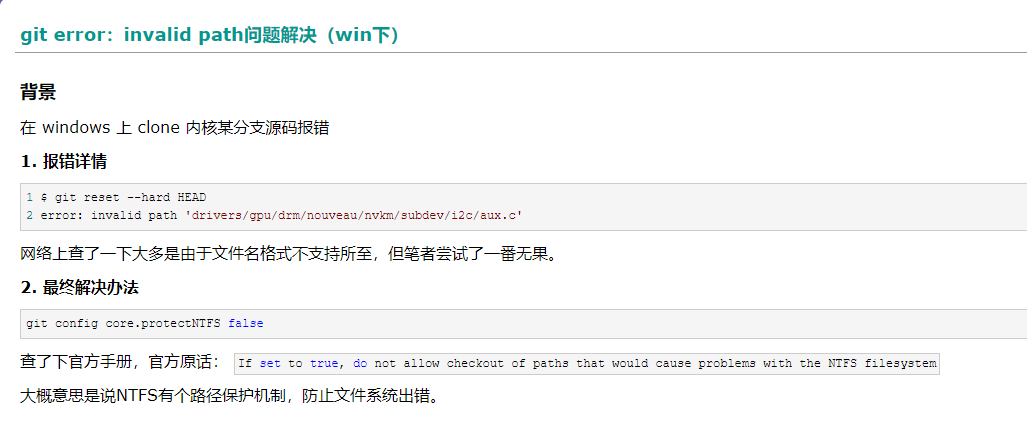 git error：invalid path问题解决（win下）
背景
在 windows 上 clone 内核某分支源码报错
1. 报错详情
1 $ git reset --hard HEAD
2 error: invalid path 'drivers/gpu/drm/nouveau/nvkm/subdev/i2c/aux.c'
网络上查了一下大多是由于文件名格式不支持所至，但笔者尝试了一番无果。
2. 最终解决办法
git config core.protectNTFS false
查了下官方手册，官方原话： If set to true, do not allow checkout of paths that would cause problems with the NTFS filesystem
大概意思是说NTFS有个路径保护机制，防止文件系统出错。